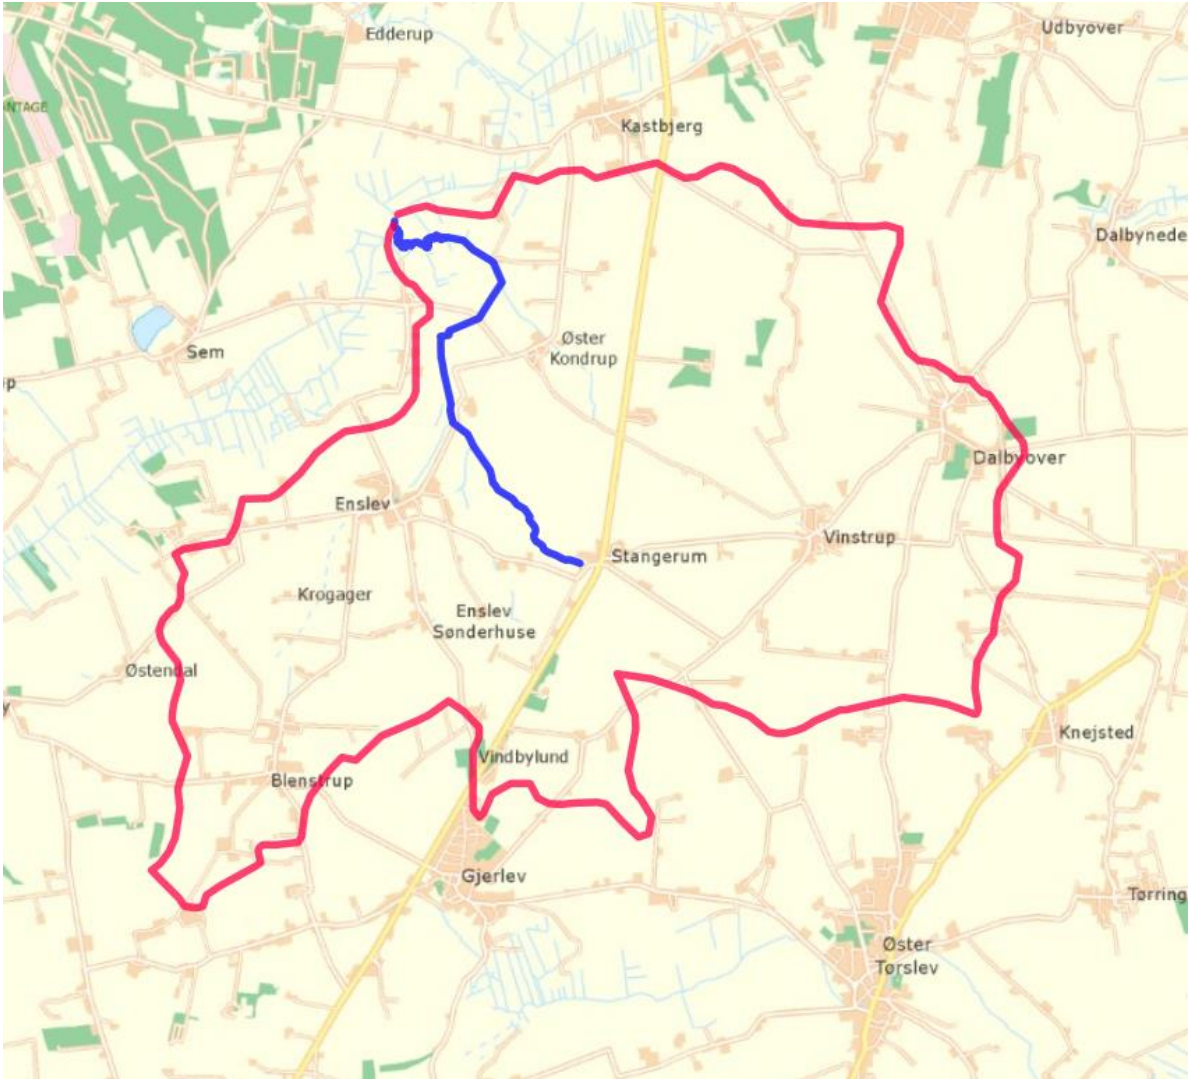 Edderup
Udbyover
ANTAGE
Kastbjerg
Dalbynede
Øster
Kondrup
Sem
p
Dalbyover
Enslev
Vinstrup
Stangerum
Krogager
Enslev
Sønderhuse
Østendal
y
Knejsted
Vindbylund
Blenstrup
Gjerlev
Tørring
Øster
Tørslev